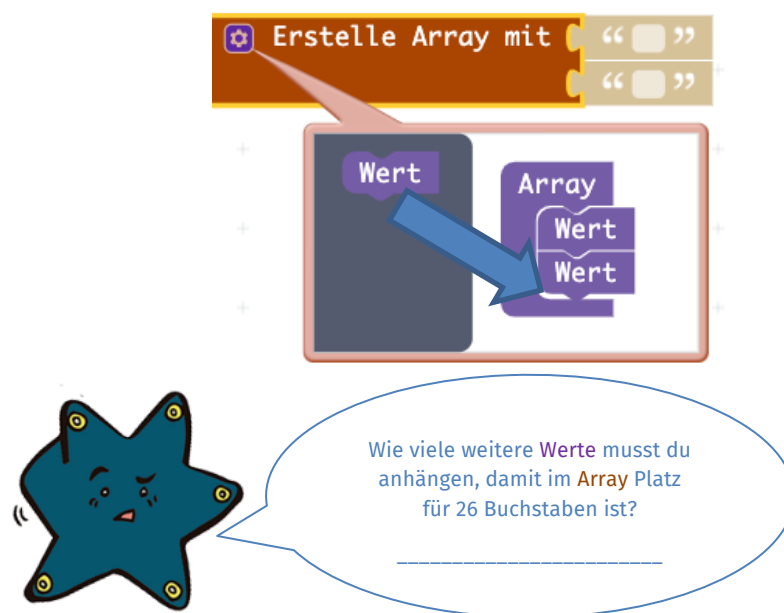 Erstelle Array mit “ ”
“ ”
Wert
Array
Wert
Wert
Wie viele weitere Werte musst du
anhängen, damit im Array Platz
für 26 Buchstaben ist?
________________________